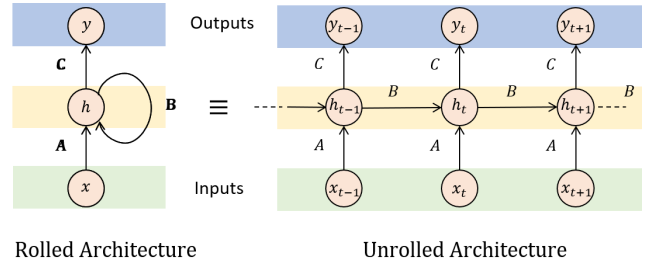 y Outputs y_{t-1} y_t y_{t+1}
C C C C
h B ≡ h_{t-1} B h_t B h_{t+1} B
A A A A
x Inputs x_{t-1} x_t x_{t+1}
Rolled Architecture Unrolled Architecture